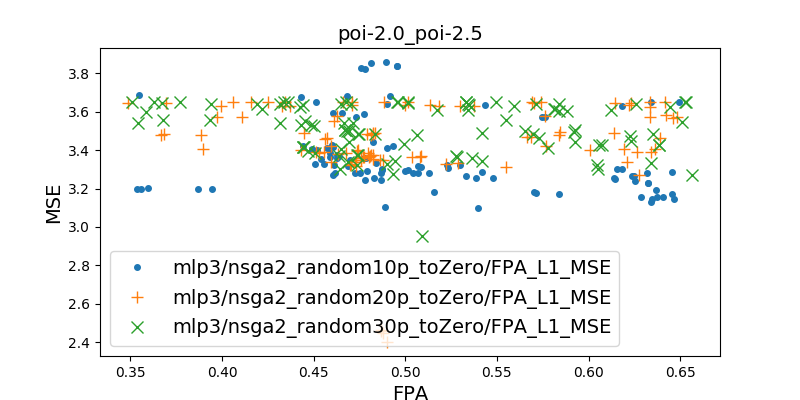 poi-2.0_poi-2.5
3.8
3.6
3.4
3.2
3.0
2.8
2.6
2.4
MSE
mlp3/nsga2_random10p_toZero/FPA_L1_MSE
mlp3/nsga2_random20p_toZero/FPA_L1_MSE
mlp3/nsga2_random30p_toZero/FPA_L1_MSE
0.35 0.40 0.45 0.50 0.55 0.60 0.65
FPA